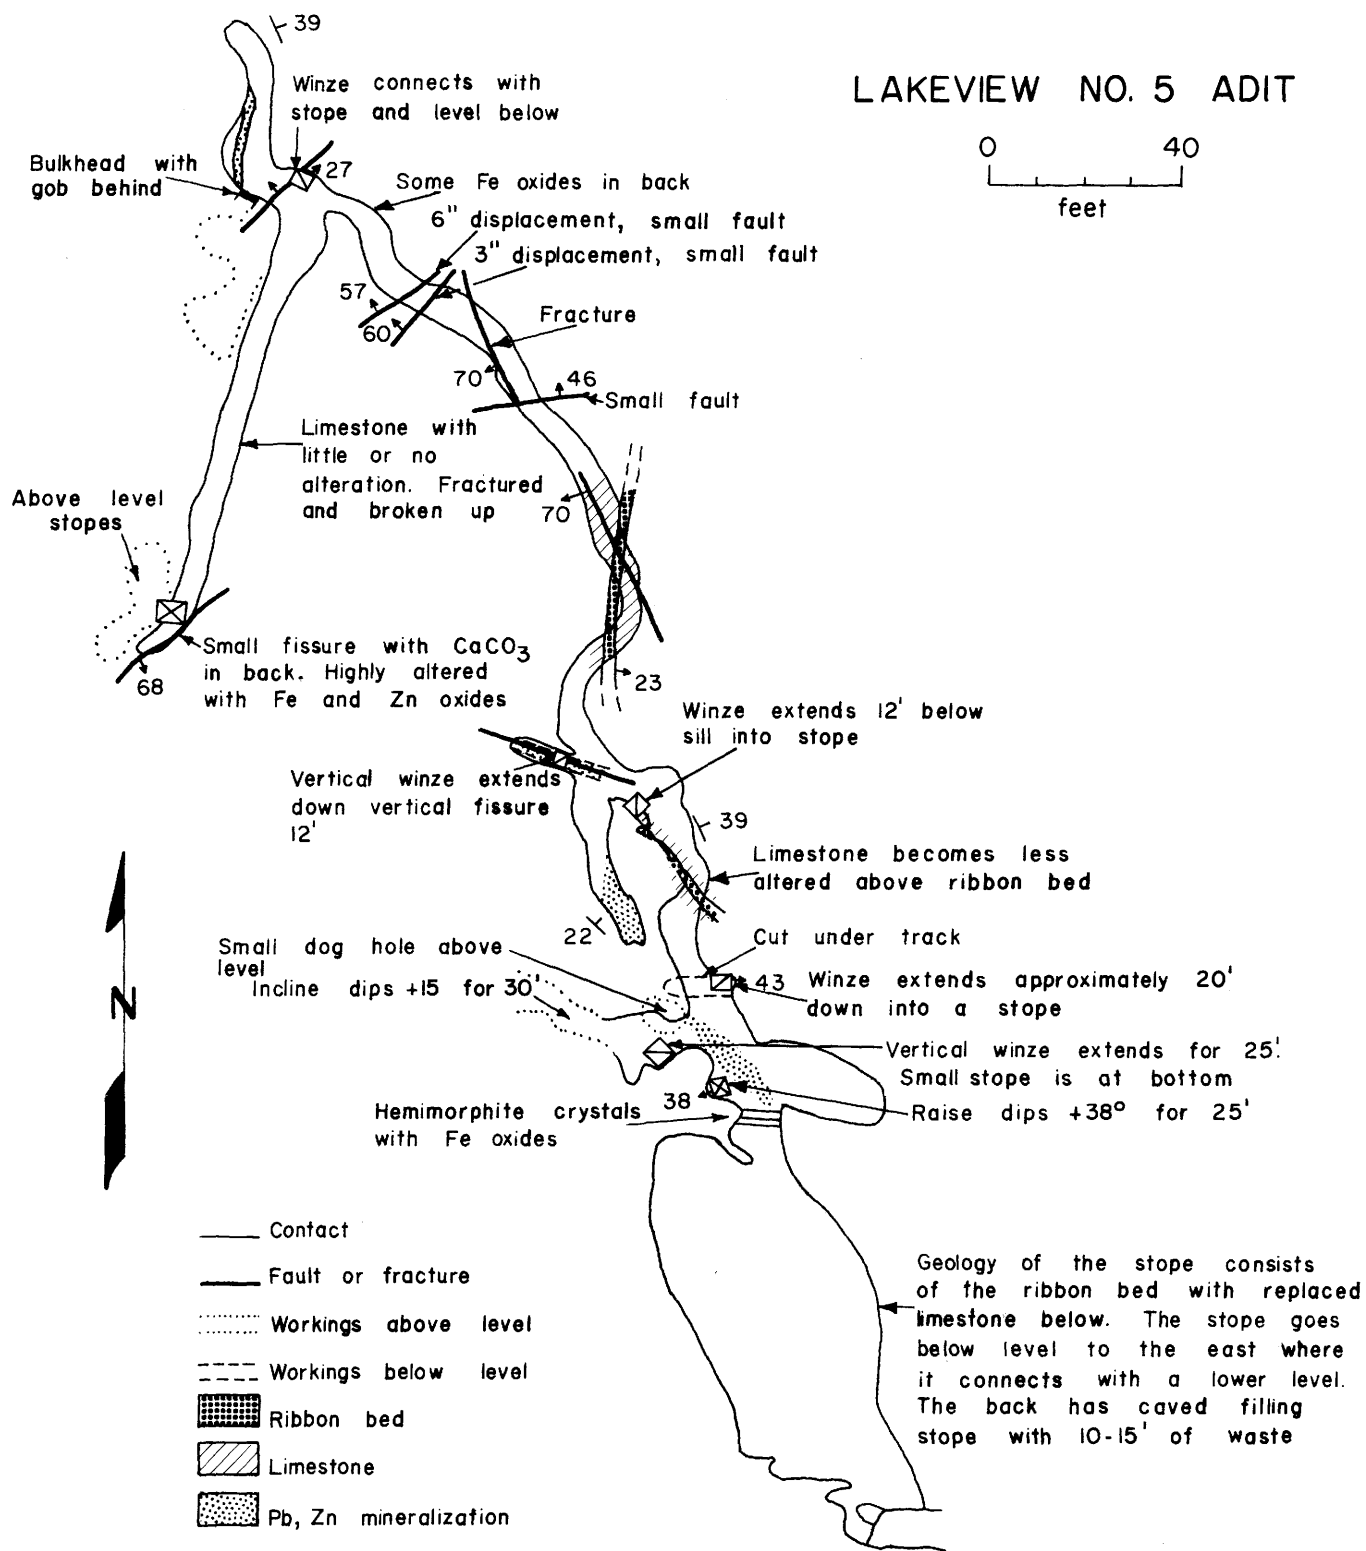 39
LAKEVIEW NO. 5 ADIT
0 40
feet
Winze connects with
stope and level below
Bulkhead with
gob behind
27
Some Fe oxides in back
6" displacement, small fault
3" displacement, small fault
57
60
Fracture
70
46
Small fault
Limestone with
little or no
alteration. Fractured
and broken up
70
Above level
stopes
Small fissure with CaCO3
in back. Highly altered
with Fe and Zn oxides
68
23
Winze extends 12' below
sill into stope
Vertical winze extends
down vertical fissure
12'
39
Limestone becomes less
altered above ribbon bed
22
Cut under track
Small dog hole above
level
Incline dips +15 for 30'
43
Winze extends approximately 20'
down into a stope
Vertical winze extends for 25'.
Small stope is at bottom
38
Raise dips +38° for 25'
Hemimorphite crystals
with Fe oxides
N
Contact
Fault or fracture
Workings above level
Workings below level
Ribbon bed
Limestone
Pb, Zn mineralization
Geology of the stope consists
of the ribbon bed with replaced
limestone below. The stope goes
below level to the east where
it connects with a lower level.
The back has caved filling
stope with 10-15' of waste